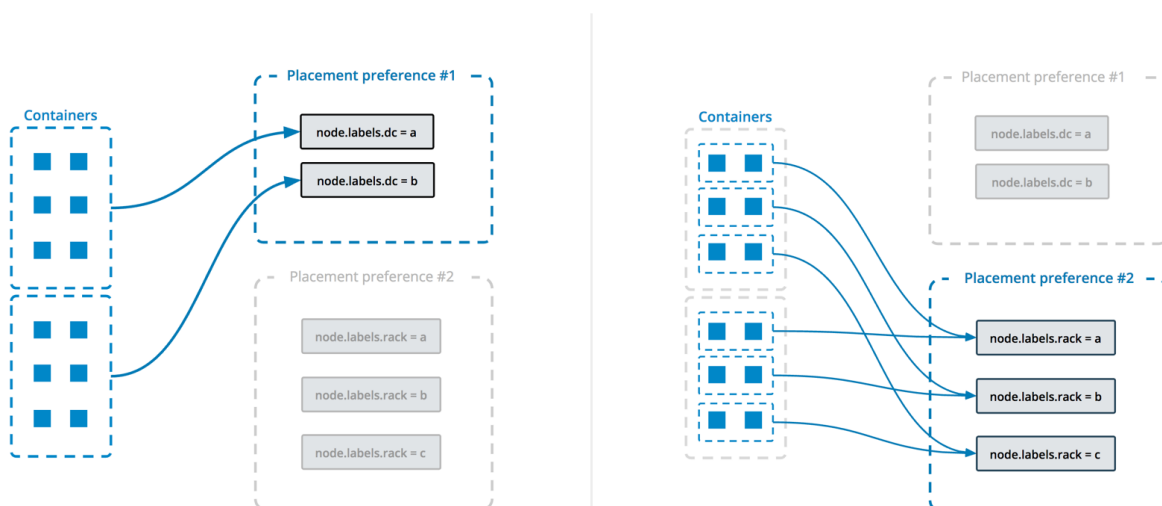 Placement preference #1
Containers
node.labels.dc = a
node.labels.dc = b
Placement preference #2
node.labels.rack = a
node.labels.rack = b
node.labels.rack = c
Placement preference #1
Containers
node.labels.dc = a
node.labels.dc = b
Placement preference #2
node.labels.rack = a
node.labels.rack = b
node.labels.rack = c